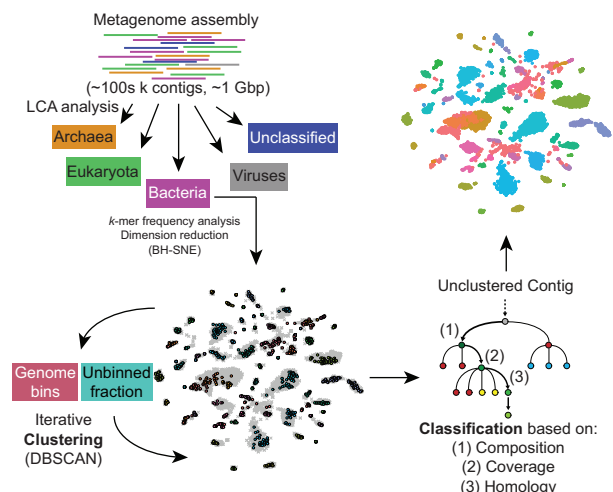 Metagenome assembly
(~100s k contigs, ~1 Gbp)
LCA analysis
Archaea
Unclassified
Eukaryota
Viruses
Bacteria
k-mer frequency analysis
Dimension reduction
(BH-SNE)
Genome
bins
Unbinned
fraction
Iterative
Clustering
(DBSCAN)
Unclustered Contig
(1)
(2)
(3)
Classification based on:
(1) Composition
(2) Coverage
(3) Homology